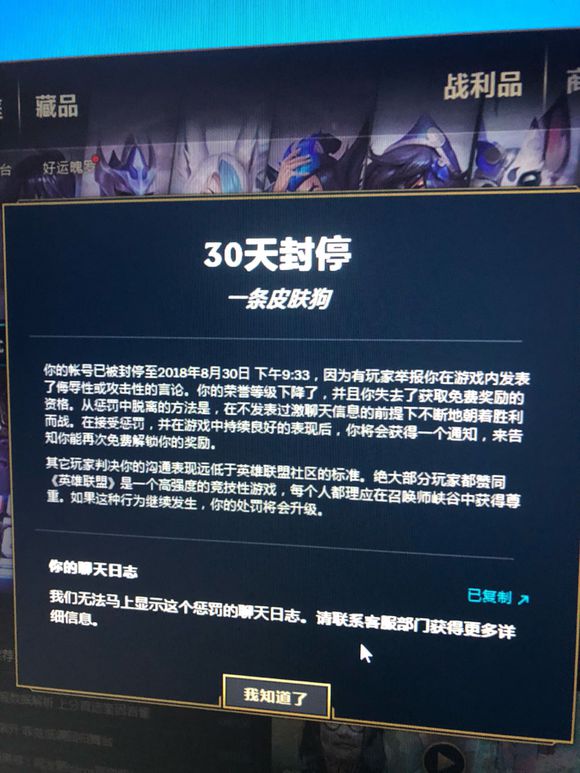 藏品
战利品
台
好运魄罗
30天封停
一条皮肤狗
你的帐号已被封停至2018年8月30日 下午9:33，因为有玩家举报你在游戏内发表
了侮辱性或攻击性的言论。你的荣誉等级下降了，并且你失去了获取免费奖励的
资格。从惩罚中脱离的方法是，在不发表过激聊天信息的前提下不断地朝着胜利
而战。在接受惩罚，并在游戏中持续良好的表现后，你将会获得一个通知，来告
知你能再次免费解锁你的奖励。
其它玩家判决你的沟通表现远低于英雄联盟社区的标准。绝大部分玩家都赞同
《英雄联盟》是一个高强度的竞技性游戏，每个人都理应在召唤师峡谷中获得尊
重。如果这种行为继续发生，你的处罚将会升级。
你的聊天日志
已复制
我们无法马上显示这个惩罚的聊天日志。请联系客服部门获得更多详
细信息。
我知道了